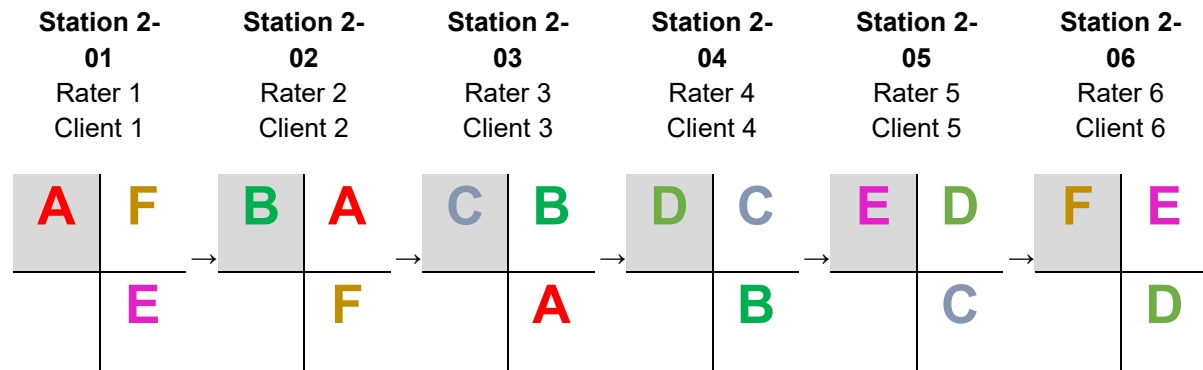 Station 2- Station 2- Station 2- Station 2- Station 2- Station 2-
01 02 03 04 05 06
Rater 1 Rater 2 Rater 3 Rater 4 Rater 5 Rater 6
Client 1 Client 2 Client 3 Client 4 Client 5 Client 6
A F B A C B D C E D F E
→ → → → →
E F A B C D